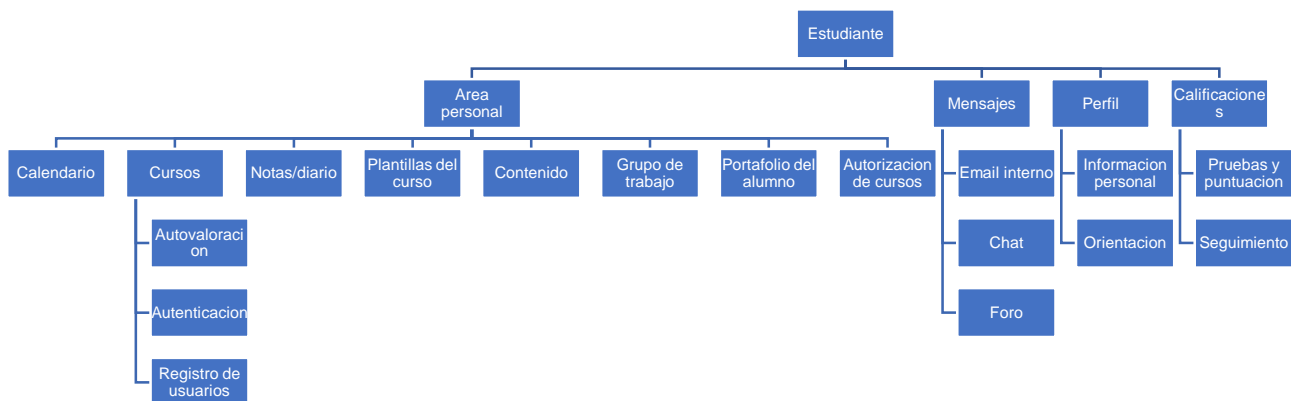 Estudiante
Area
personal
Mensajes
Perfil
Calificacione
s
Calendario
Cursos
Notas/diario
Plantillas del
curso
Contenido
Grupo de
trabajo
Portafolio del
alumno
Autorizacion
de cursos
Email interno
Informacion
personal
Pruebas y
puntuacion
Autovaloraci
on
Chat
Orientacion
Seguimiento
Autenticacion
Foro
Registro de
usuarios